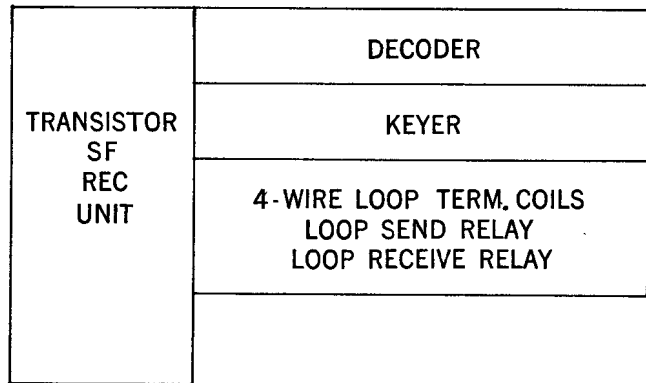 TRANSISTOR
SF
REC
UNIT
DECODER
KEYER
4-WIRE LOOP TERM. COILS
LOOP SEND RELAY
LOOP RECEIVE RELAY